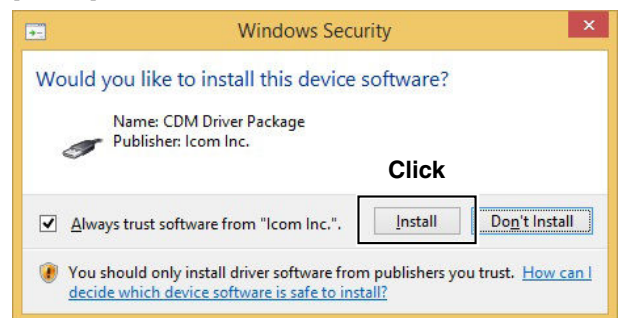 Windows Security
Would you like to install this device software?
Name: CDM Driver Package
Publisher: Icom Inc.
Click
Always trust software from "Icom Inc.".
Install
Don't Install
You should only install driver software from publishers you trust. How can I
decide which device software is safe to install?